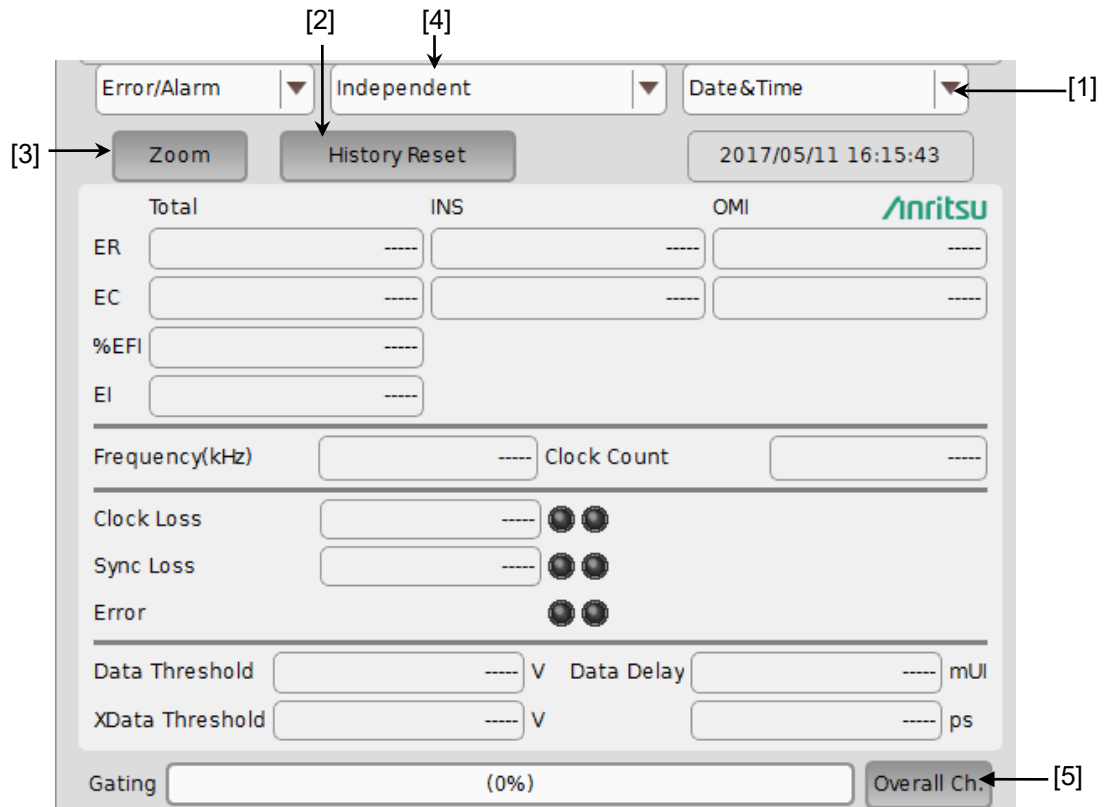 [2] [4]
Error/Alarm Independent Date&Time [1]
[3] Zoom History Reset 2017/05/11 16:15:43
Total INS OMI Anritsu
ER ----- ----- -----
EC ----- ----- -----
%EFI -----
EI -----
Frequency(kHz) ----- Clock Count -----
Clock Loss -----
Sync Loss -----
Error
Data Threshold ----- V Data Delay ----- mUI
XData Threshold ----- V ----- ps
Gating (0%) Overall Ch. [5]